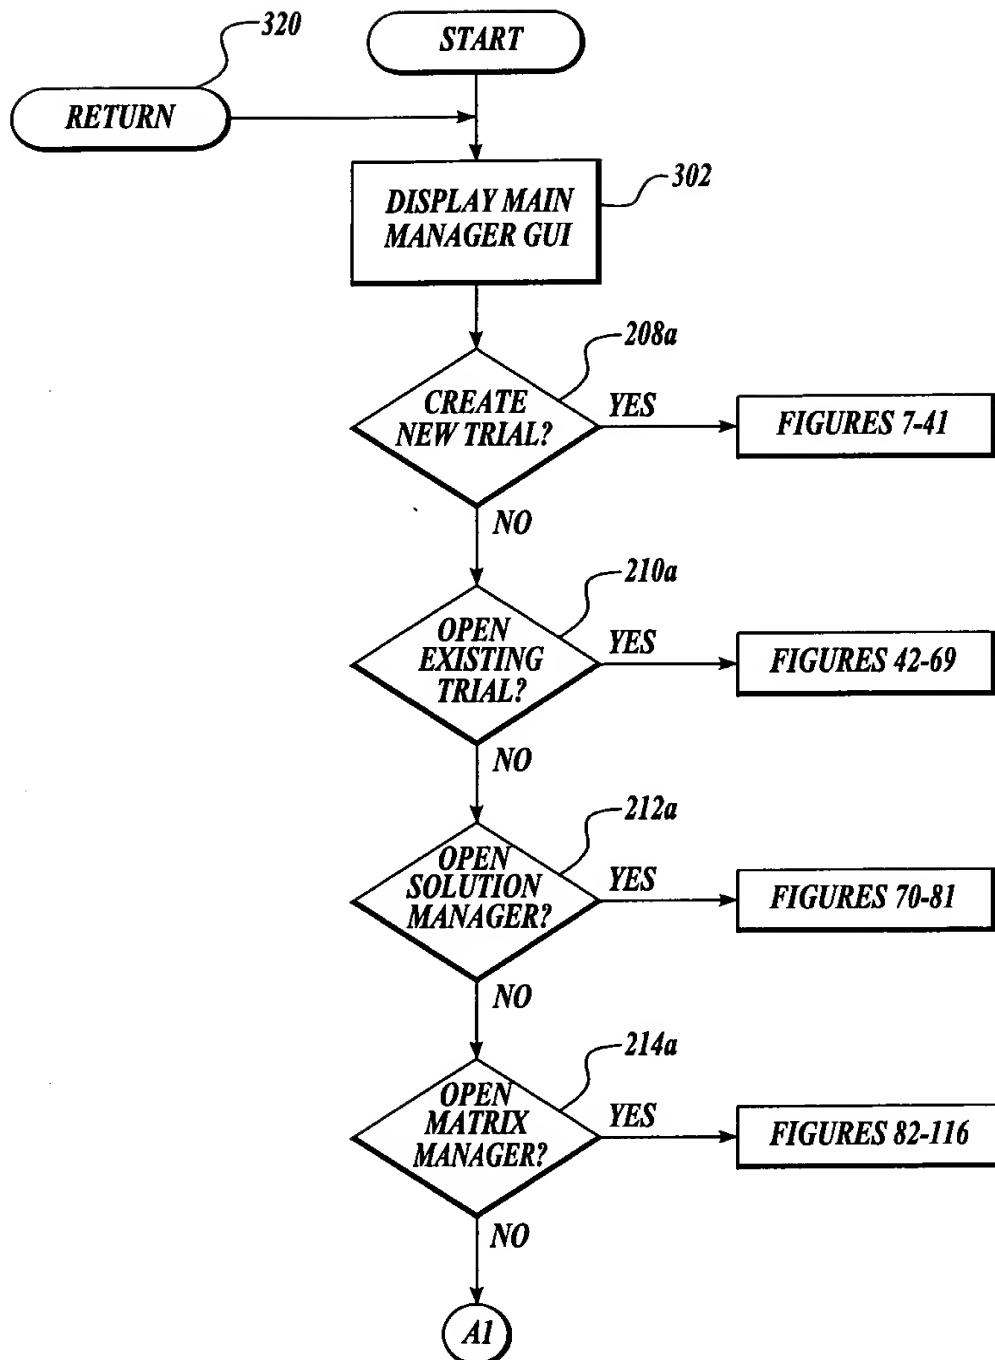 320
START
RETURN
302
DISPLAY MAIN
MANAGER GUI
208a
CREATE
NEW TRIAL?
YES
FIGURES 7-41
NO
210a
OPEN
EXISTING
TRIAL?
YES
FIGURES 42-69
NO
212a
OPEN
SOLUTION
MANAGER?
YES
FIGURES 70-81
NO
214a
OPEN
MATRIX
MANAGER?
YES
FIGURES 82-116
NO
A1